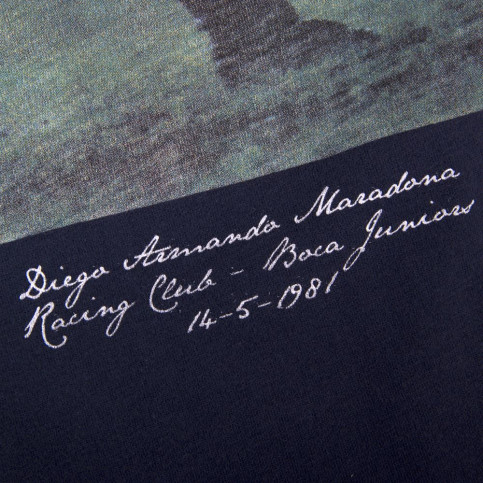 Diego Armando Maradona
Racing Club - Boca Juniors
14-5-1981